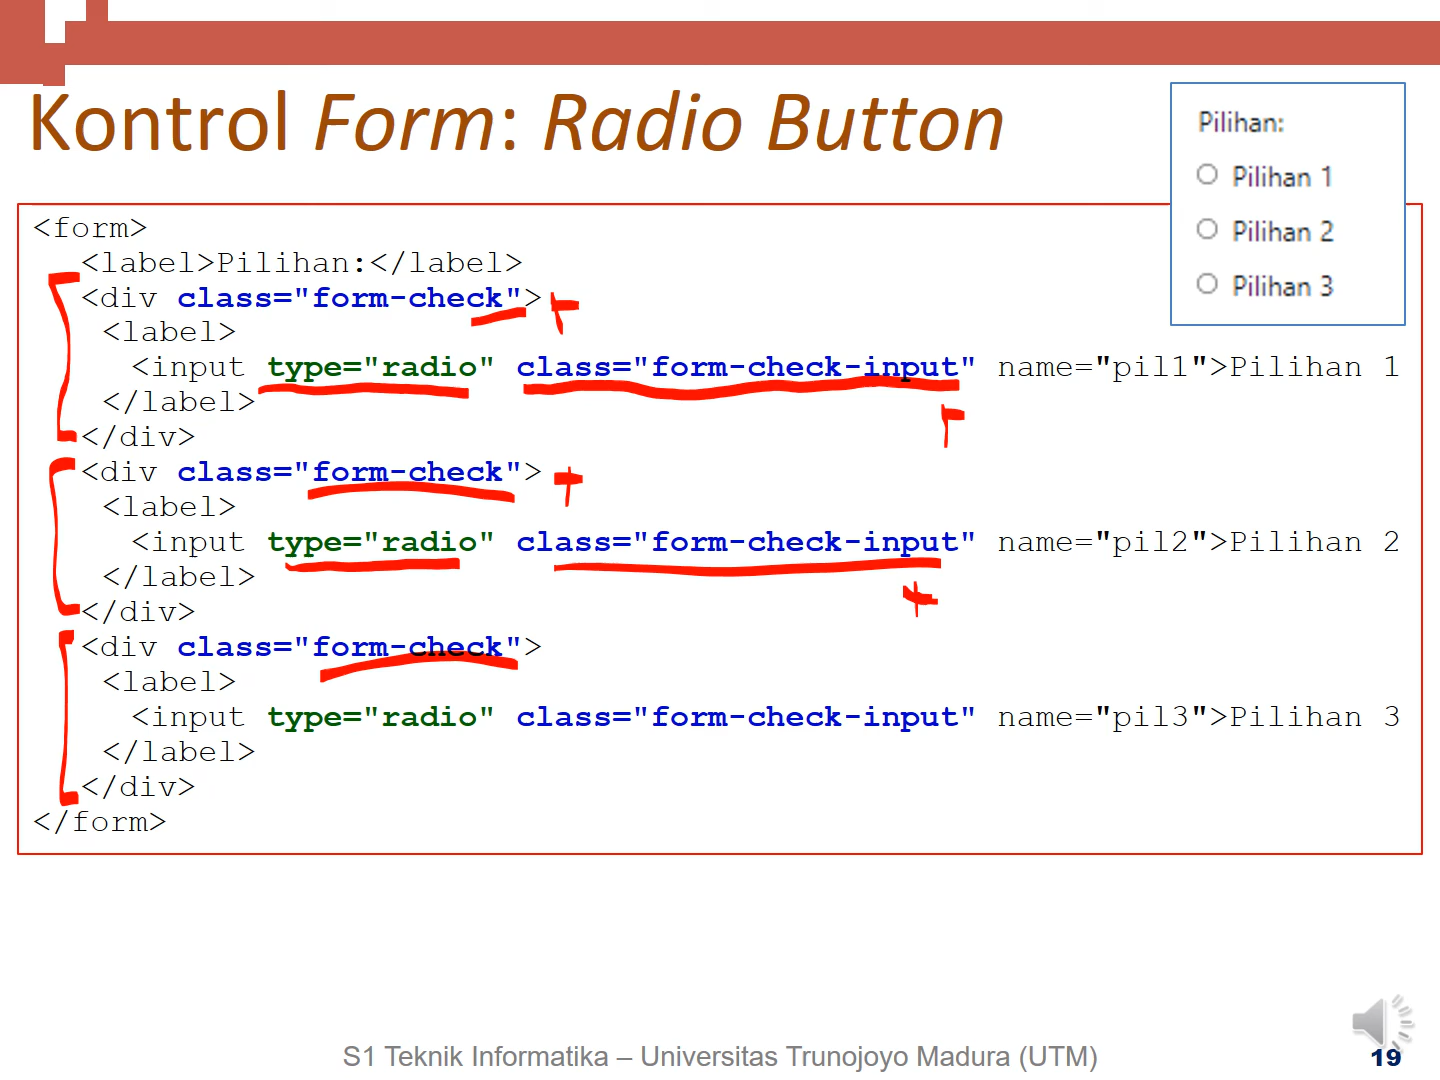 Kontrol Form: Radio Button
Pilihan:
Pilihan 1
Pilihan 2
Pilihan 3
<form>
<label>Pilihan:</label>
<div class="form-check">
<label>
<input type="radio" class="form-check-input" name="pil1">Pilihan 1
</label>
</div>
<div class="form-check">
<label>
<input type="radio" class="form-check-input" name="pil2">Pilihan 2
</label>
</div>
<div class="form-check">
<label>
<input type="radio" class="form-check-input" name="pil3">Pilihan 3
</label>
</div>
</form>
S1 Teknik Informatika – Universitas Trunojoyo Madura (UTM)
19